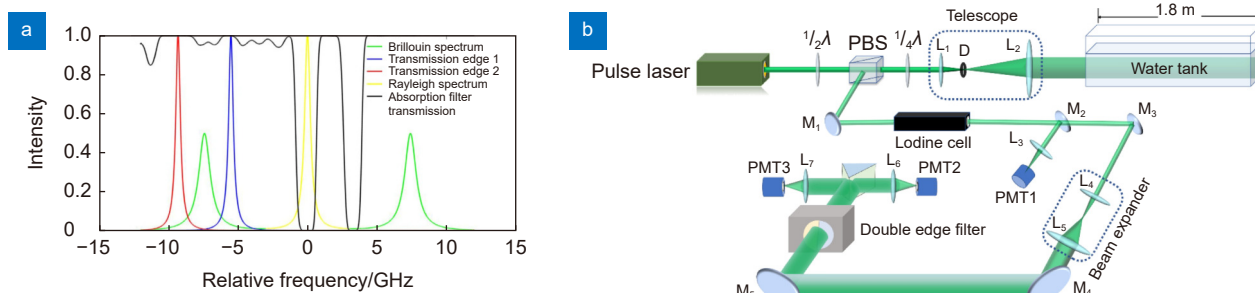 a
Intensity
1.0
0.8
0.6
0.4
0.2
0
−15
−10
−5
0
5
10
15
Relative frequency/GHz
Brillouin spectrum
Transmission edge 1
Transmission edge 2
Rayleigh spectrum
Absorption filter
transmission
b
Telescope
1.8 m
1/2λ
PBS
1/4λ
L1
D
L2
Pulse laser
Water tank
M1
Lodine cell
M2
M3
L3
PMT1
PMT3
L7
L6
PMT2
L4
Double edge filter
L5
Beam expander
M4